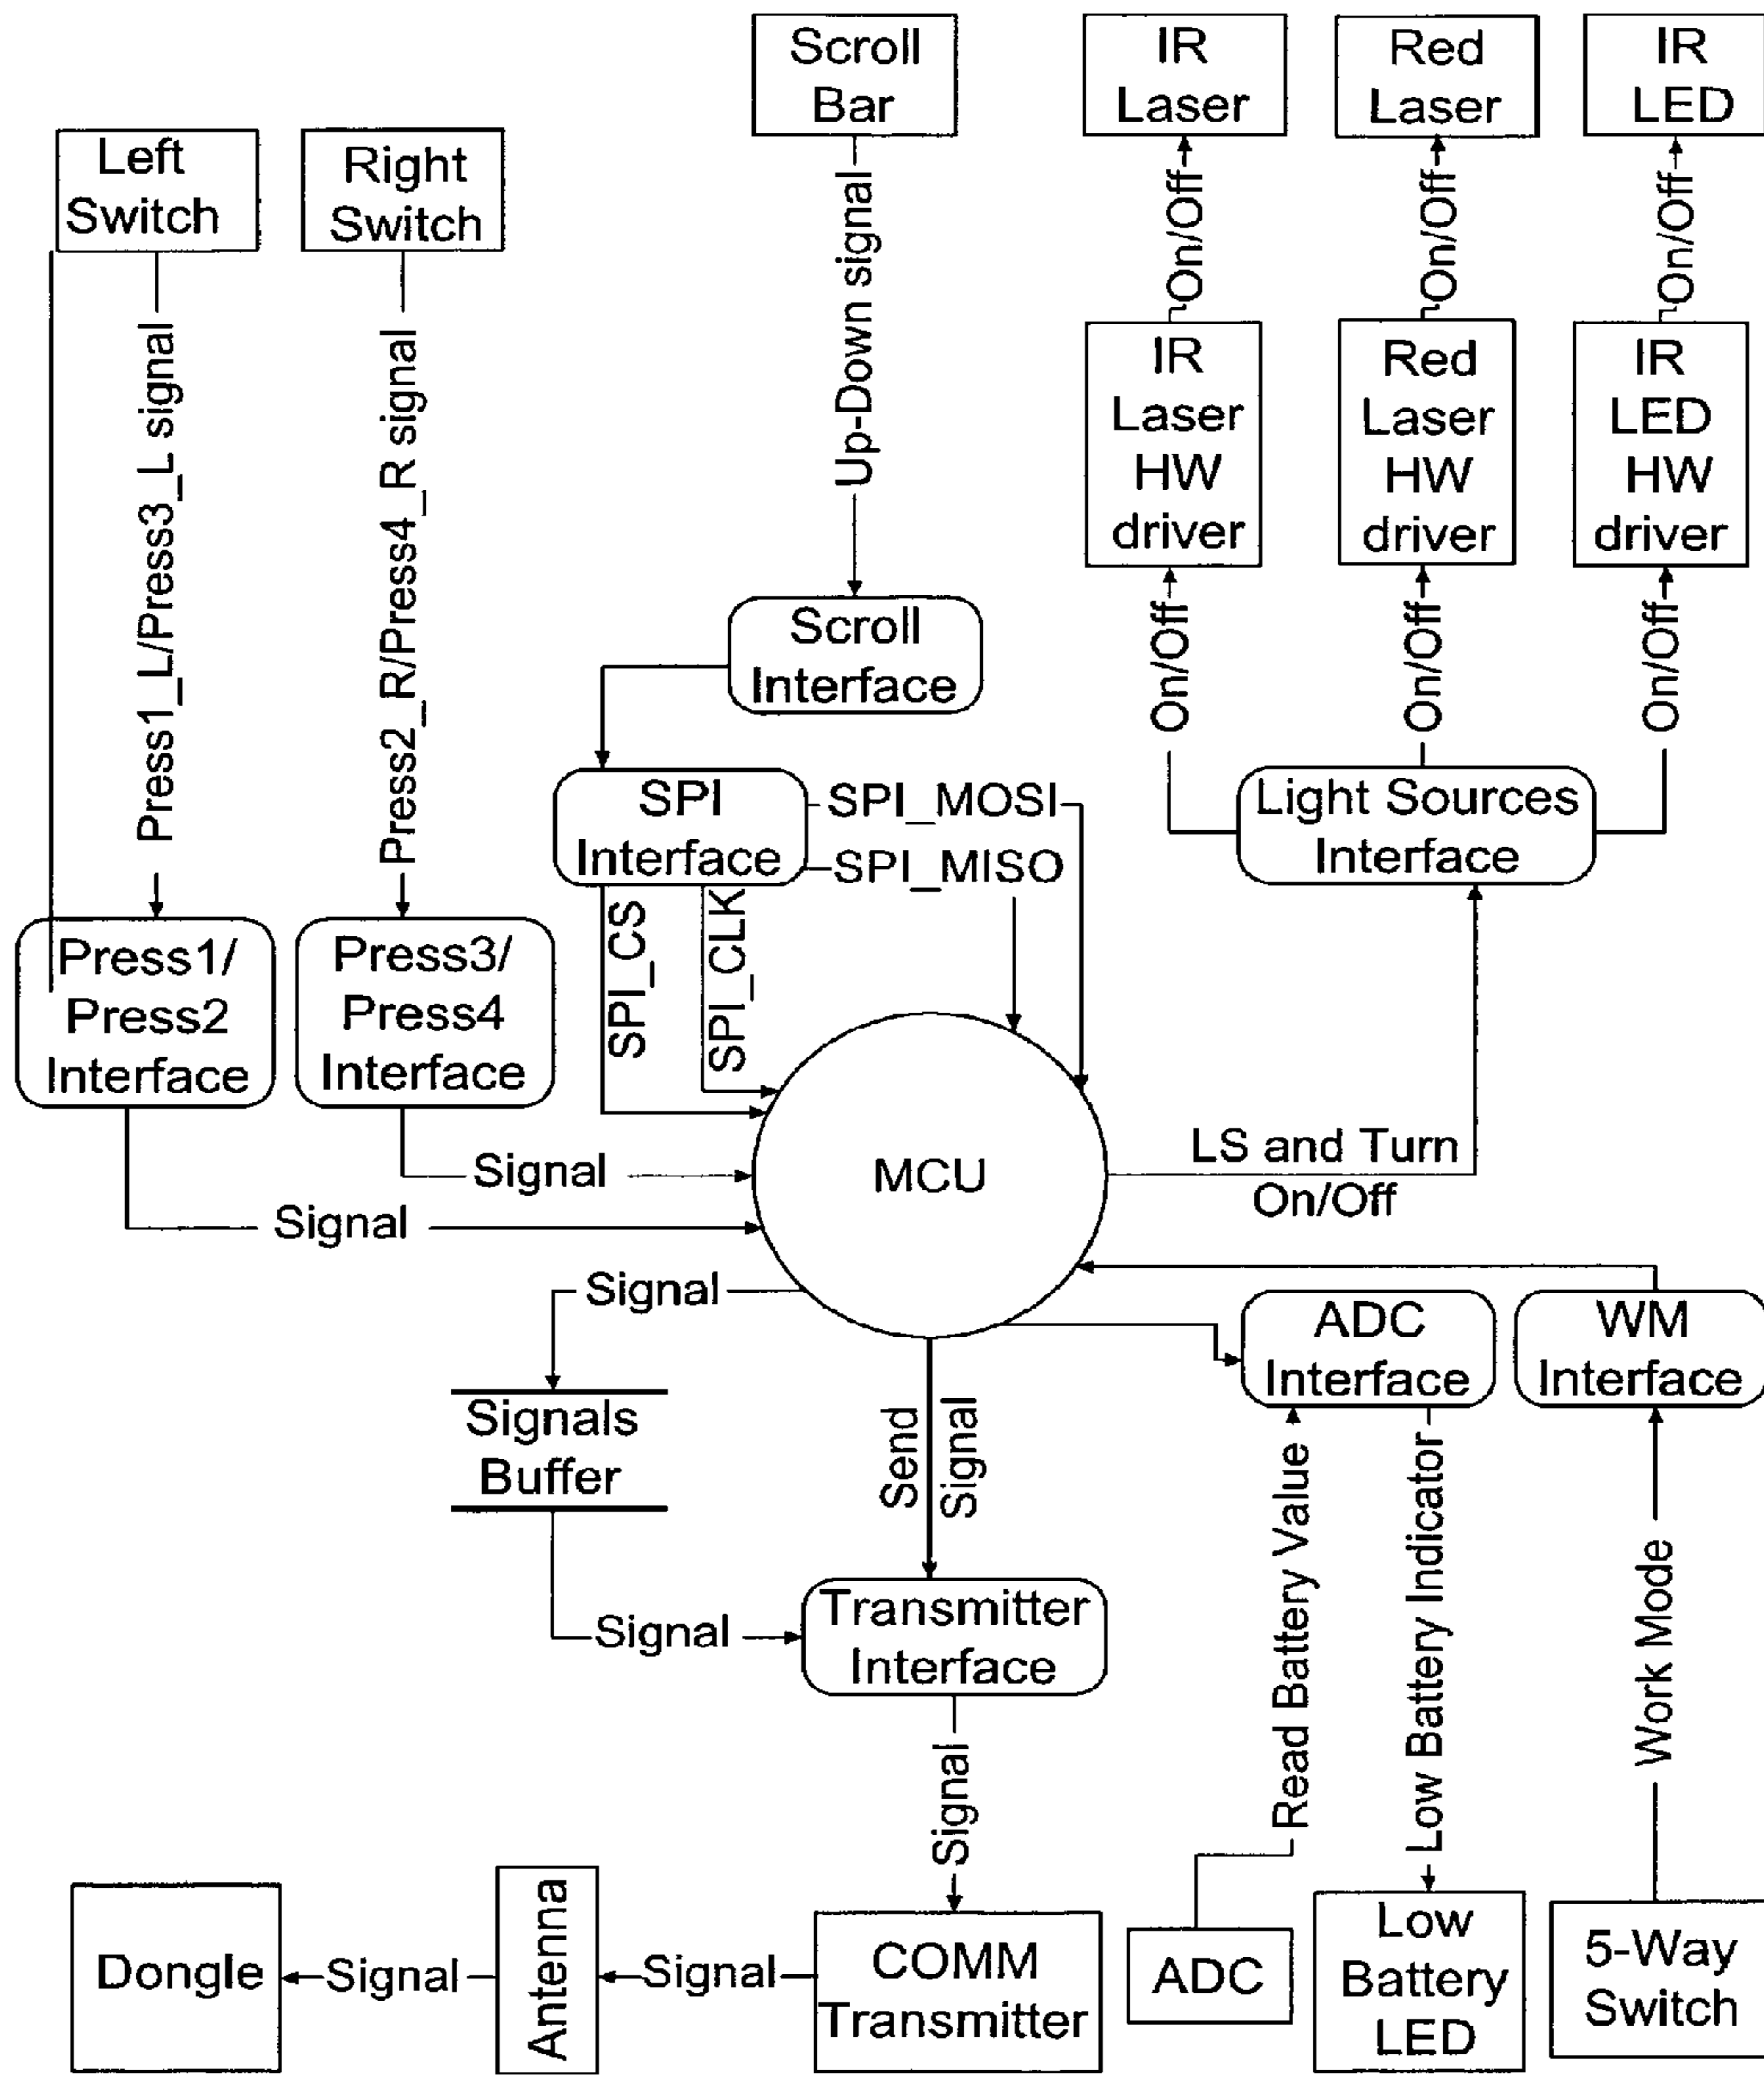 Scroll
Bar
IR
Laser
Red
Laser
IR
LED
Left
Switch
Right
Switch
Up-Down signal
On/Off
On/Off
On/Off
Press1_L/Press3_L signal
Press2_R/Press4_R signal
IR
Laser
HW
driver
Red
Laser
HW
driver
IR
LED
HW
driver
Scroll
Interface
On/Off
On/Off
On/Off
SPI
Interface
SPI_MOSI
SPI_MISO
Light Sources
Interface
SPI_CS
SPI_CLK
Press1/
Press2
Interface
Press3/
Press4
Interface
MCU
LS and Turn
On/Off
Signal
Signal
Signal
ADC
Interface
WM
Interface
Signals
Buffer
Send
Signal
Read Battery Value
Low Battery Indicator
Work Mode
Signal
Transmitter
Interface
Signal
Dongle
Signal
Antenna
Signal
COMM
Transmitter
ADC
Low
Battery
LED
5-Way
Switch